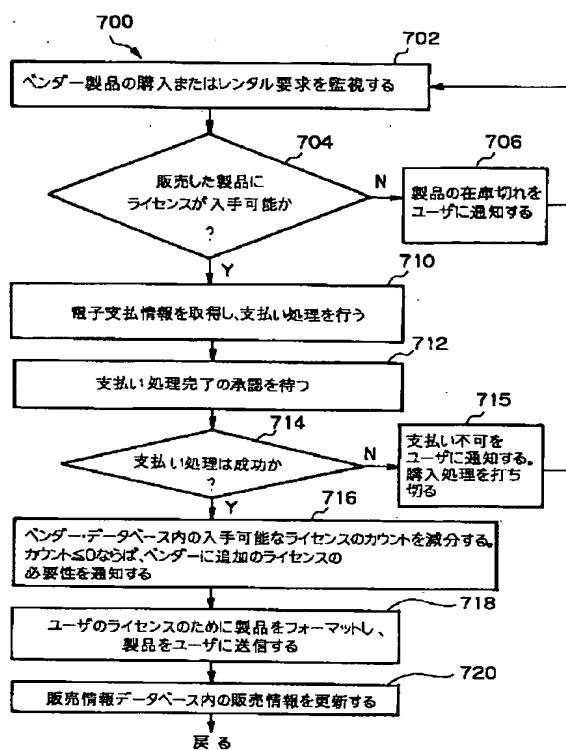 700
702
ベンダー製品の購入またはレンタル要求を監視する
704
販売した製品に
ライセンスが入手可能か
?
N
706
製品の在庫切れを
ユーザに通知する
Y
710
電子支払情報を取得し、支払い処理を行う
712
支払い処理完了の承認を待つ
714
支払い処理は成功か
?
N
715
支払い不可を
ユーザに通知する。
購入処理を打ち
切る
Y
716
ベンダー・データベース内の入手可能なライセンスのカウントを減分する。
カウント≦0ならば、ベンダーに追加のライセンスの
必要性を通知する
718
ユーザのライセンスのために製品をフォーマットし、
製品をユーザに送信する
720
販売情報データベース内の販売情報を更新する
戻る